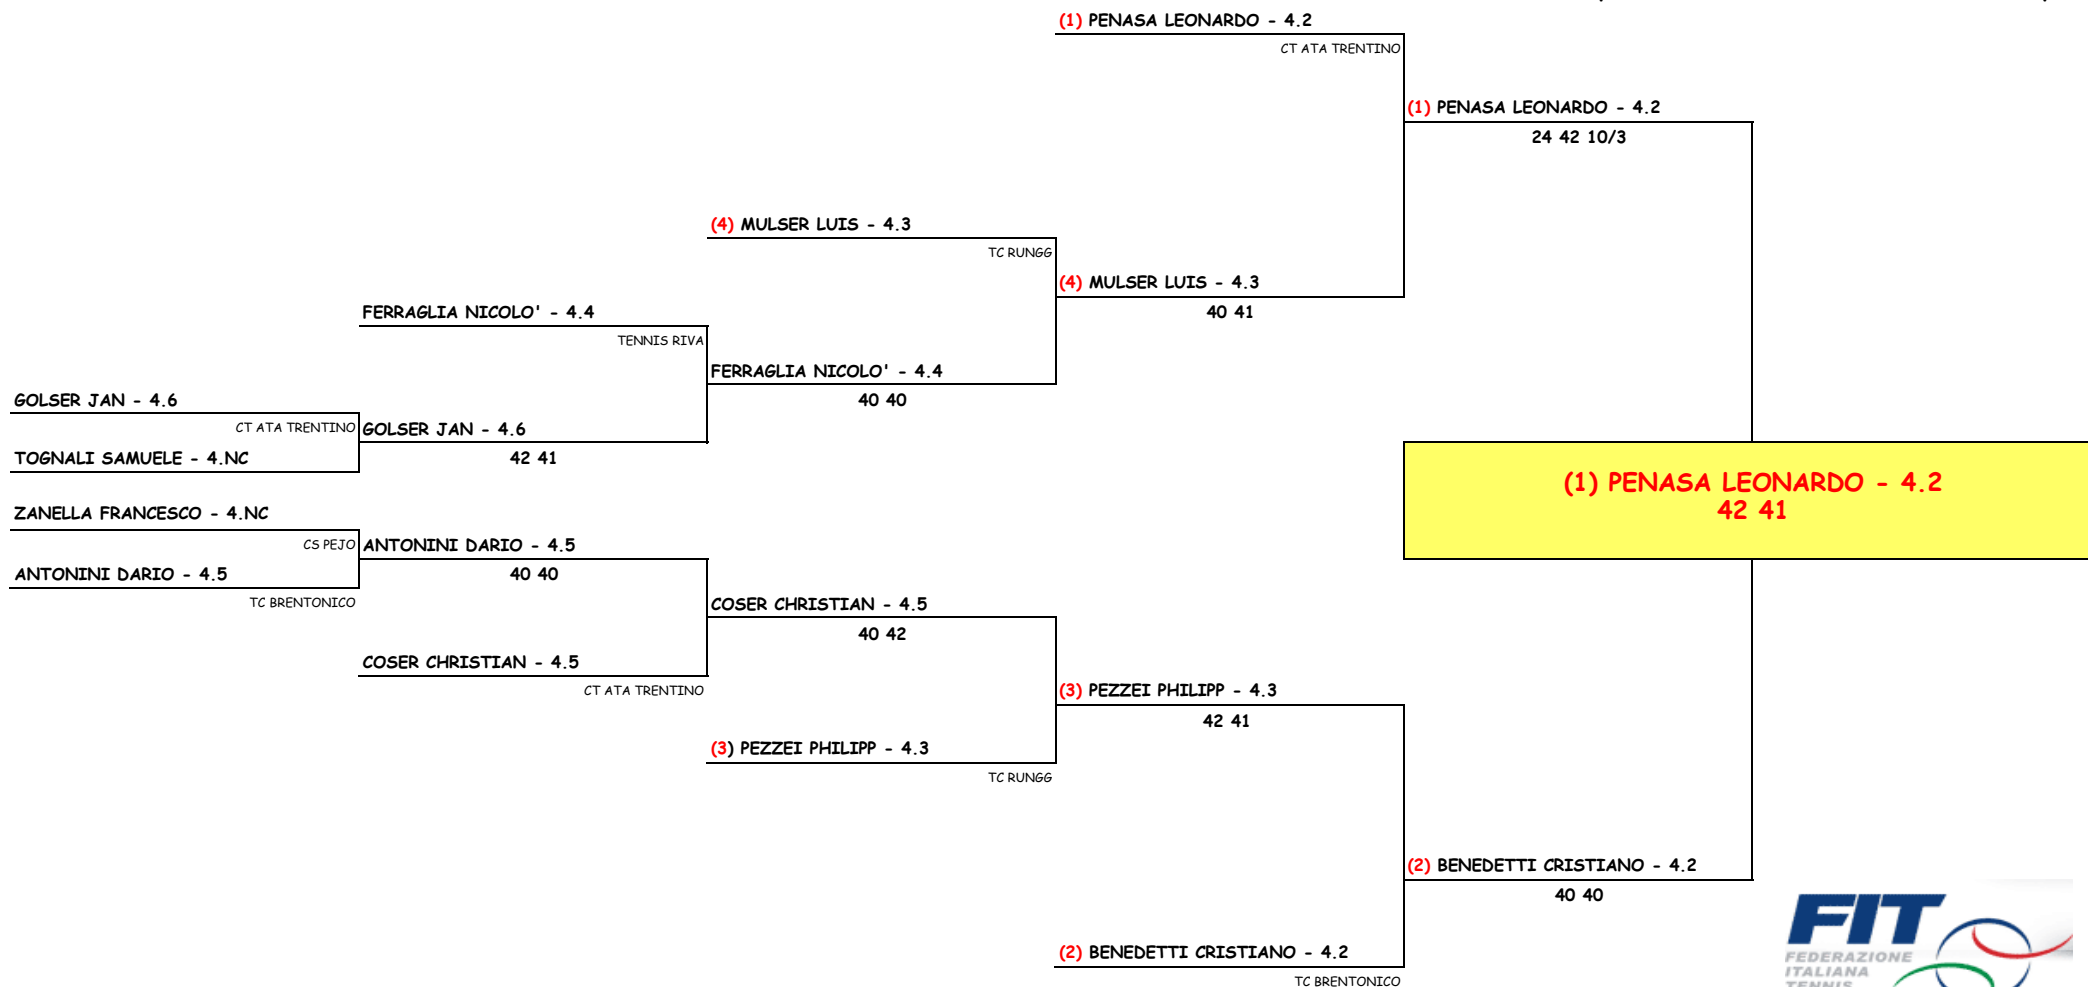 (1) PENASA LEONARDO - 4.2
CT ATA TRENTINO
(1) PENASA LEONARDO - 4.2
24 42 10/3
(4) MULSER LUIS - 4.3
TC RUNGG
(4) MULSER LUIS - 4.3
40 41
FERRAGLIA NICOLO' - 4.4
TENNIS RIVA
FERRAGLIA NICOLO' - 4.4
40 40
GOLSER JAN - 4.6
CT ATA TRENTINO
GOLSER JAN - 4.6
42 41
TOGNALI SAMUELE - 4.NC
(1) PENASA LEONARDO - 4.2
42 41
ZANELLA FRANCESCO - 4.NC
CS PEJO
ANTONINI DARIO - 4.5
40 40
ANTONINI DARIO - 4.5
TC BRENTONICO
COSER CHRISTIAN - 4.5
40 42
COSER CHRISTIAN - 4.5
CT ATA TRENTINO
(3) PEZZEI PHILIPP - 4.3
42 41
(3) PEZZEI PHILIPP - 4.3
TC RUNGG
(2) BENEDETTI CRISTIANO - 4.2
40 40
(2) BENEDETTI CRISTIANO - 4.2
TC BRENTONICO
FIT
FEDERAZIONE
ITALIANA
TENNIS